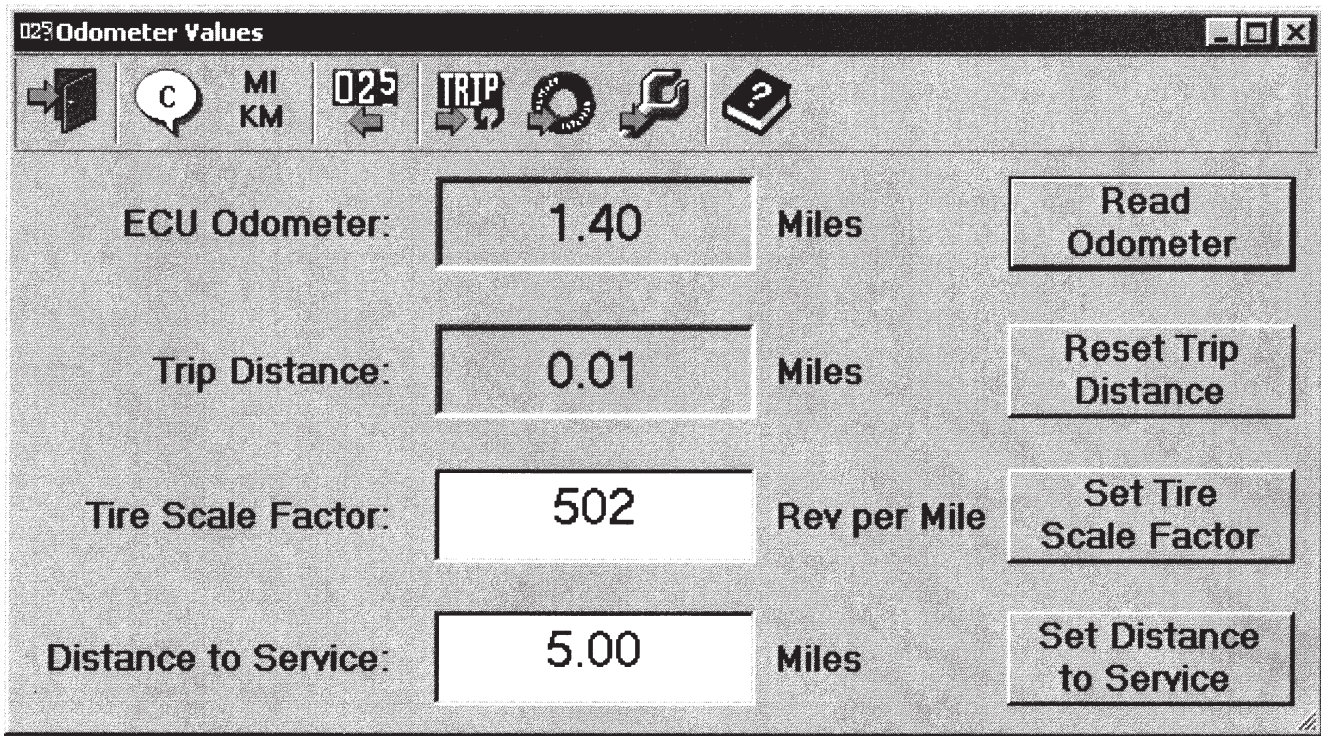 025 Odometer Values
C
MI
KM
025
TRIP
?
ECU Odometer: 1.40 Miles
Read
Odometer
Trip Distance: 0.01 Miles
Reset Trip
Distance
Tire Scale Factor: 502 Rev per Mile
Set Tire
Scale Factor
Distance to Service: 5.00 Miles
Set Distance
to Service